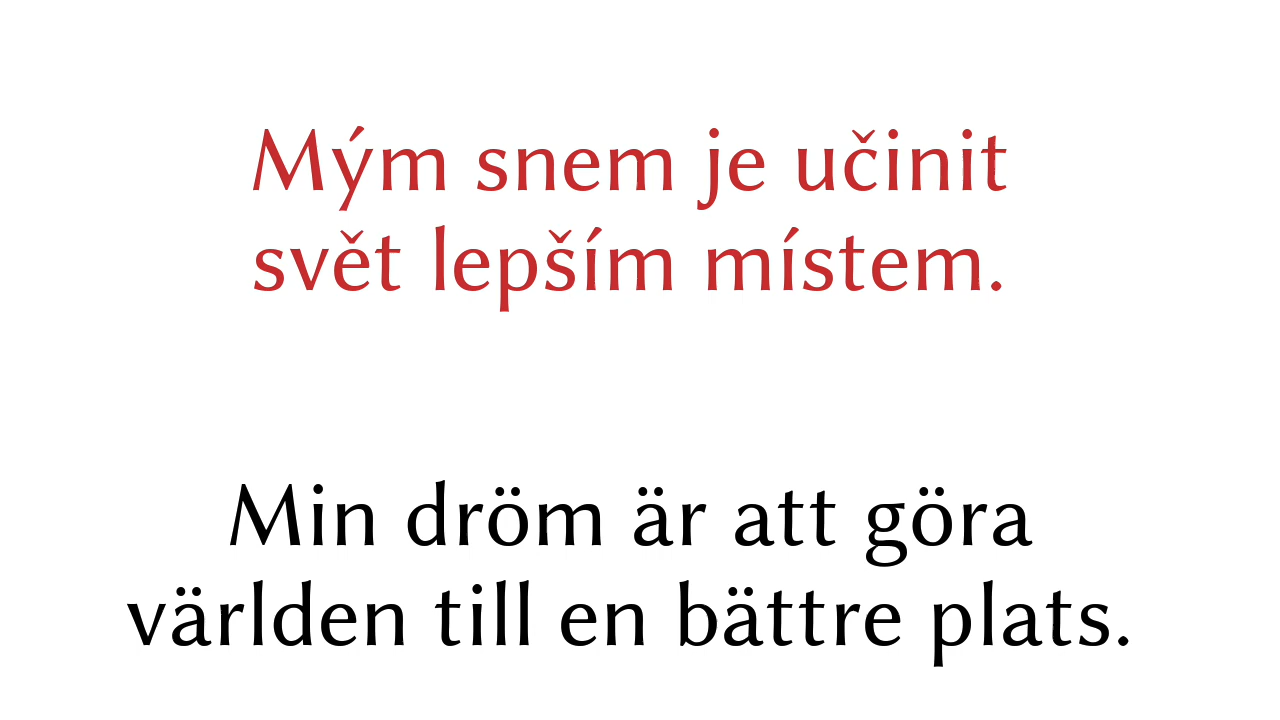 Mým snem je učinit
svět lepším místem.
Min dröm är att göra
världen till en bättre plats.